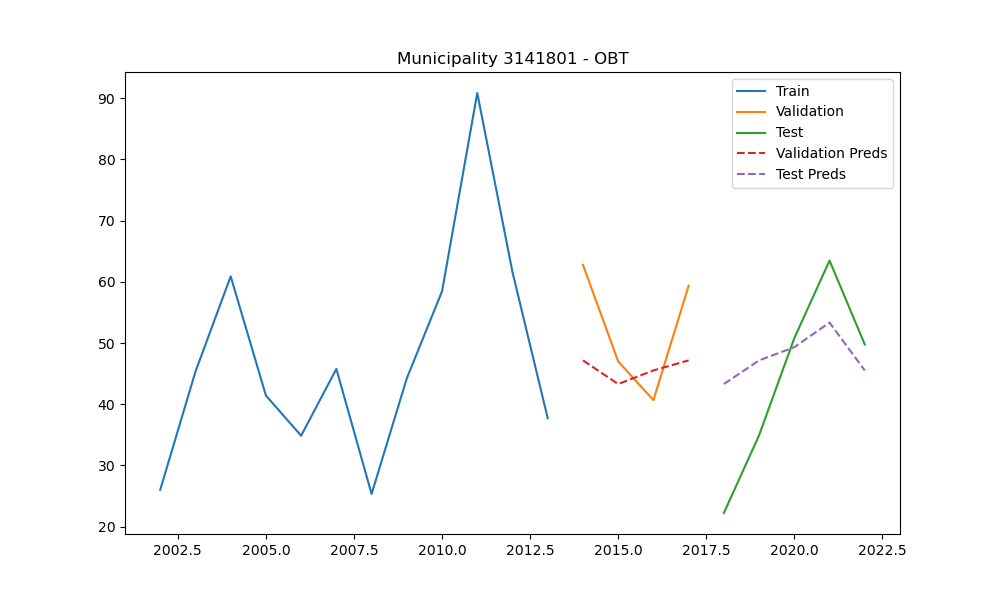 Municipality 3141801 - OBT
90
80
70
60
50
40
30
20
2002.5 2005.0 2007.5 2010.0 2012.5 2015.0 2017.5 2020.0 2022.5
Train
Validation
Test
Validation Preds
Test Preds